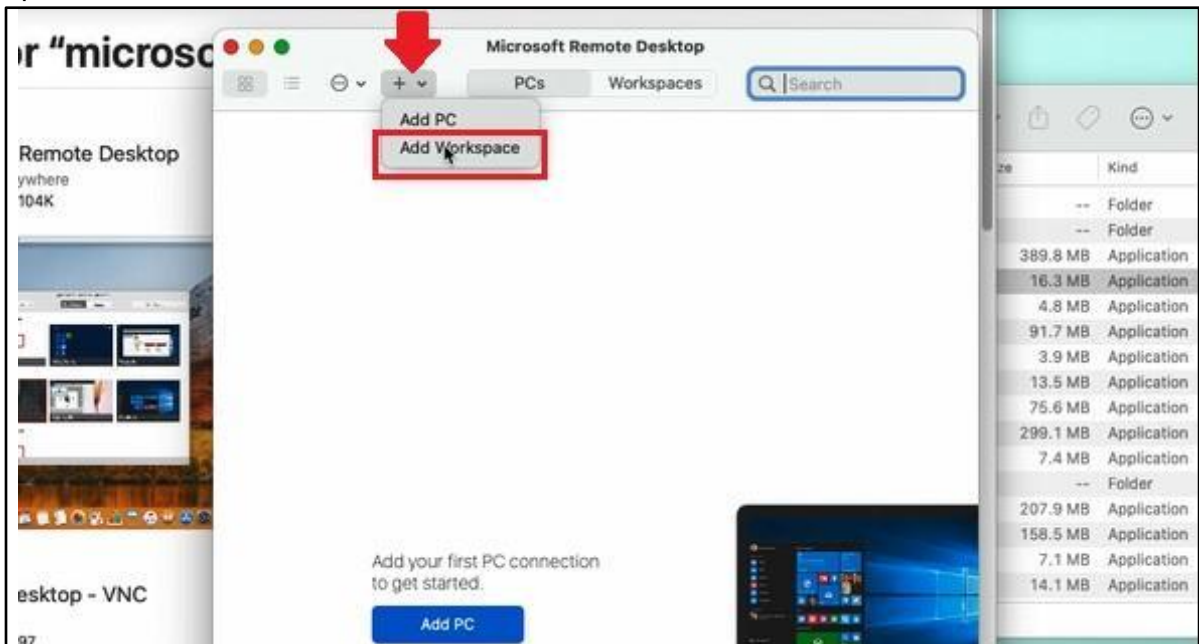 or “microso
Microsoft Remote Desktop
PCs
Workspaces
Search
Add PC
Add Workspace
Remote Desktop
ywhere
104K
ze Kind
-- Folder
-- Folder
389.8 MB Application
16.3 MB Application
4.8 MB Application
91.7 MB Application
3.9 MB Application
13.5 MB Application
75.6 MB Application
299.1 MB Application
7.4 MB Application
-- Folder
207.9 MB Application
158.5 MB Application
7.1 MB Application
14.1 MB Application
Add your first PC connection
to get started.
Add PC
esktop - VNC
97